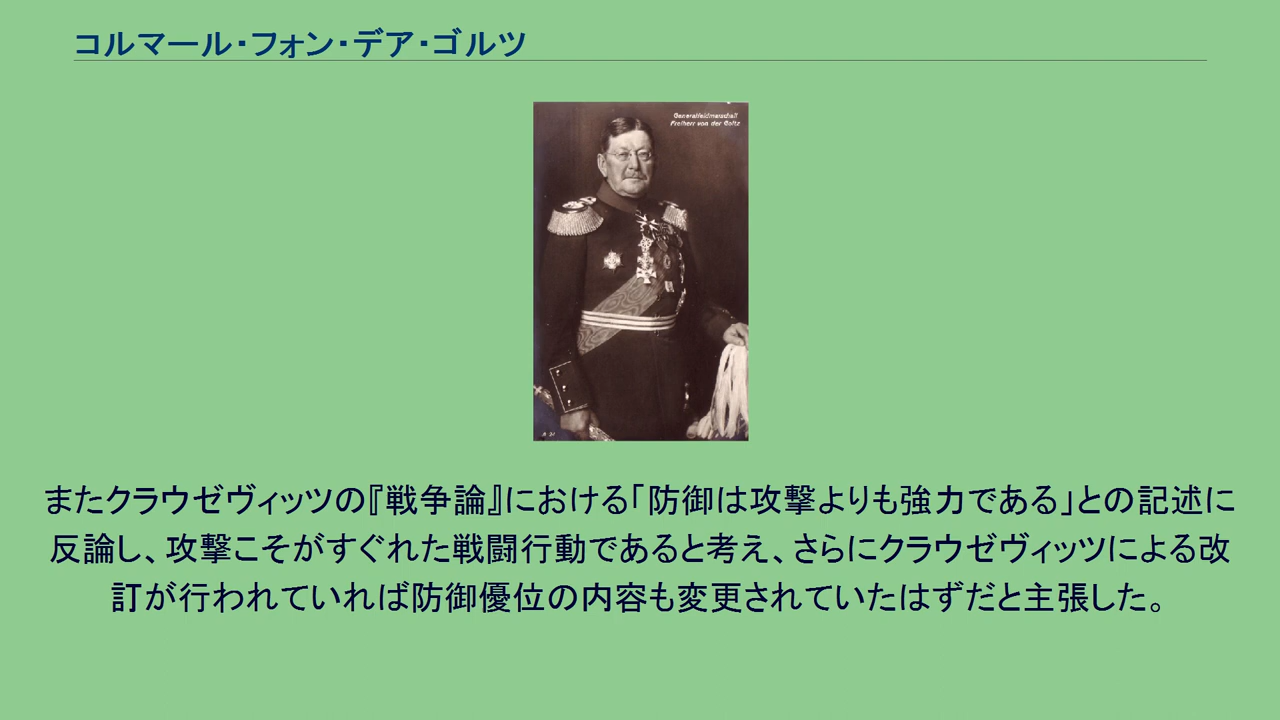 コルマール・フォン・デア・ゴルツ
Generalfeldmarschall
Freiherr von der Goltz
またクラウゼヴィッツの『戦争論』における「防御は攻撃よりも強力である」との記述に
反論し、攻撃こそがすぐれた戦闘行動であると考え、さらにクラウゼヴィッツによる改
訂が行われていれば防御優位の内容も変更されていたはずだと主張した。